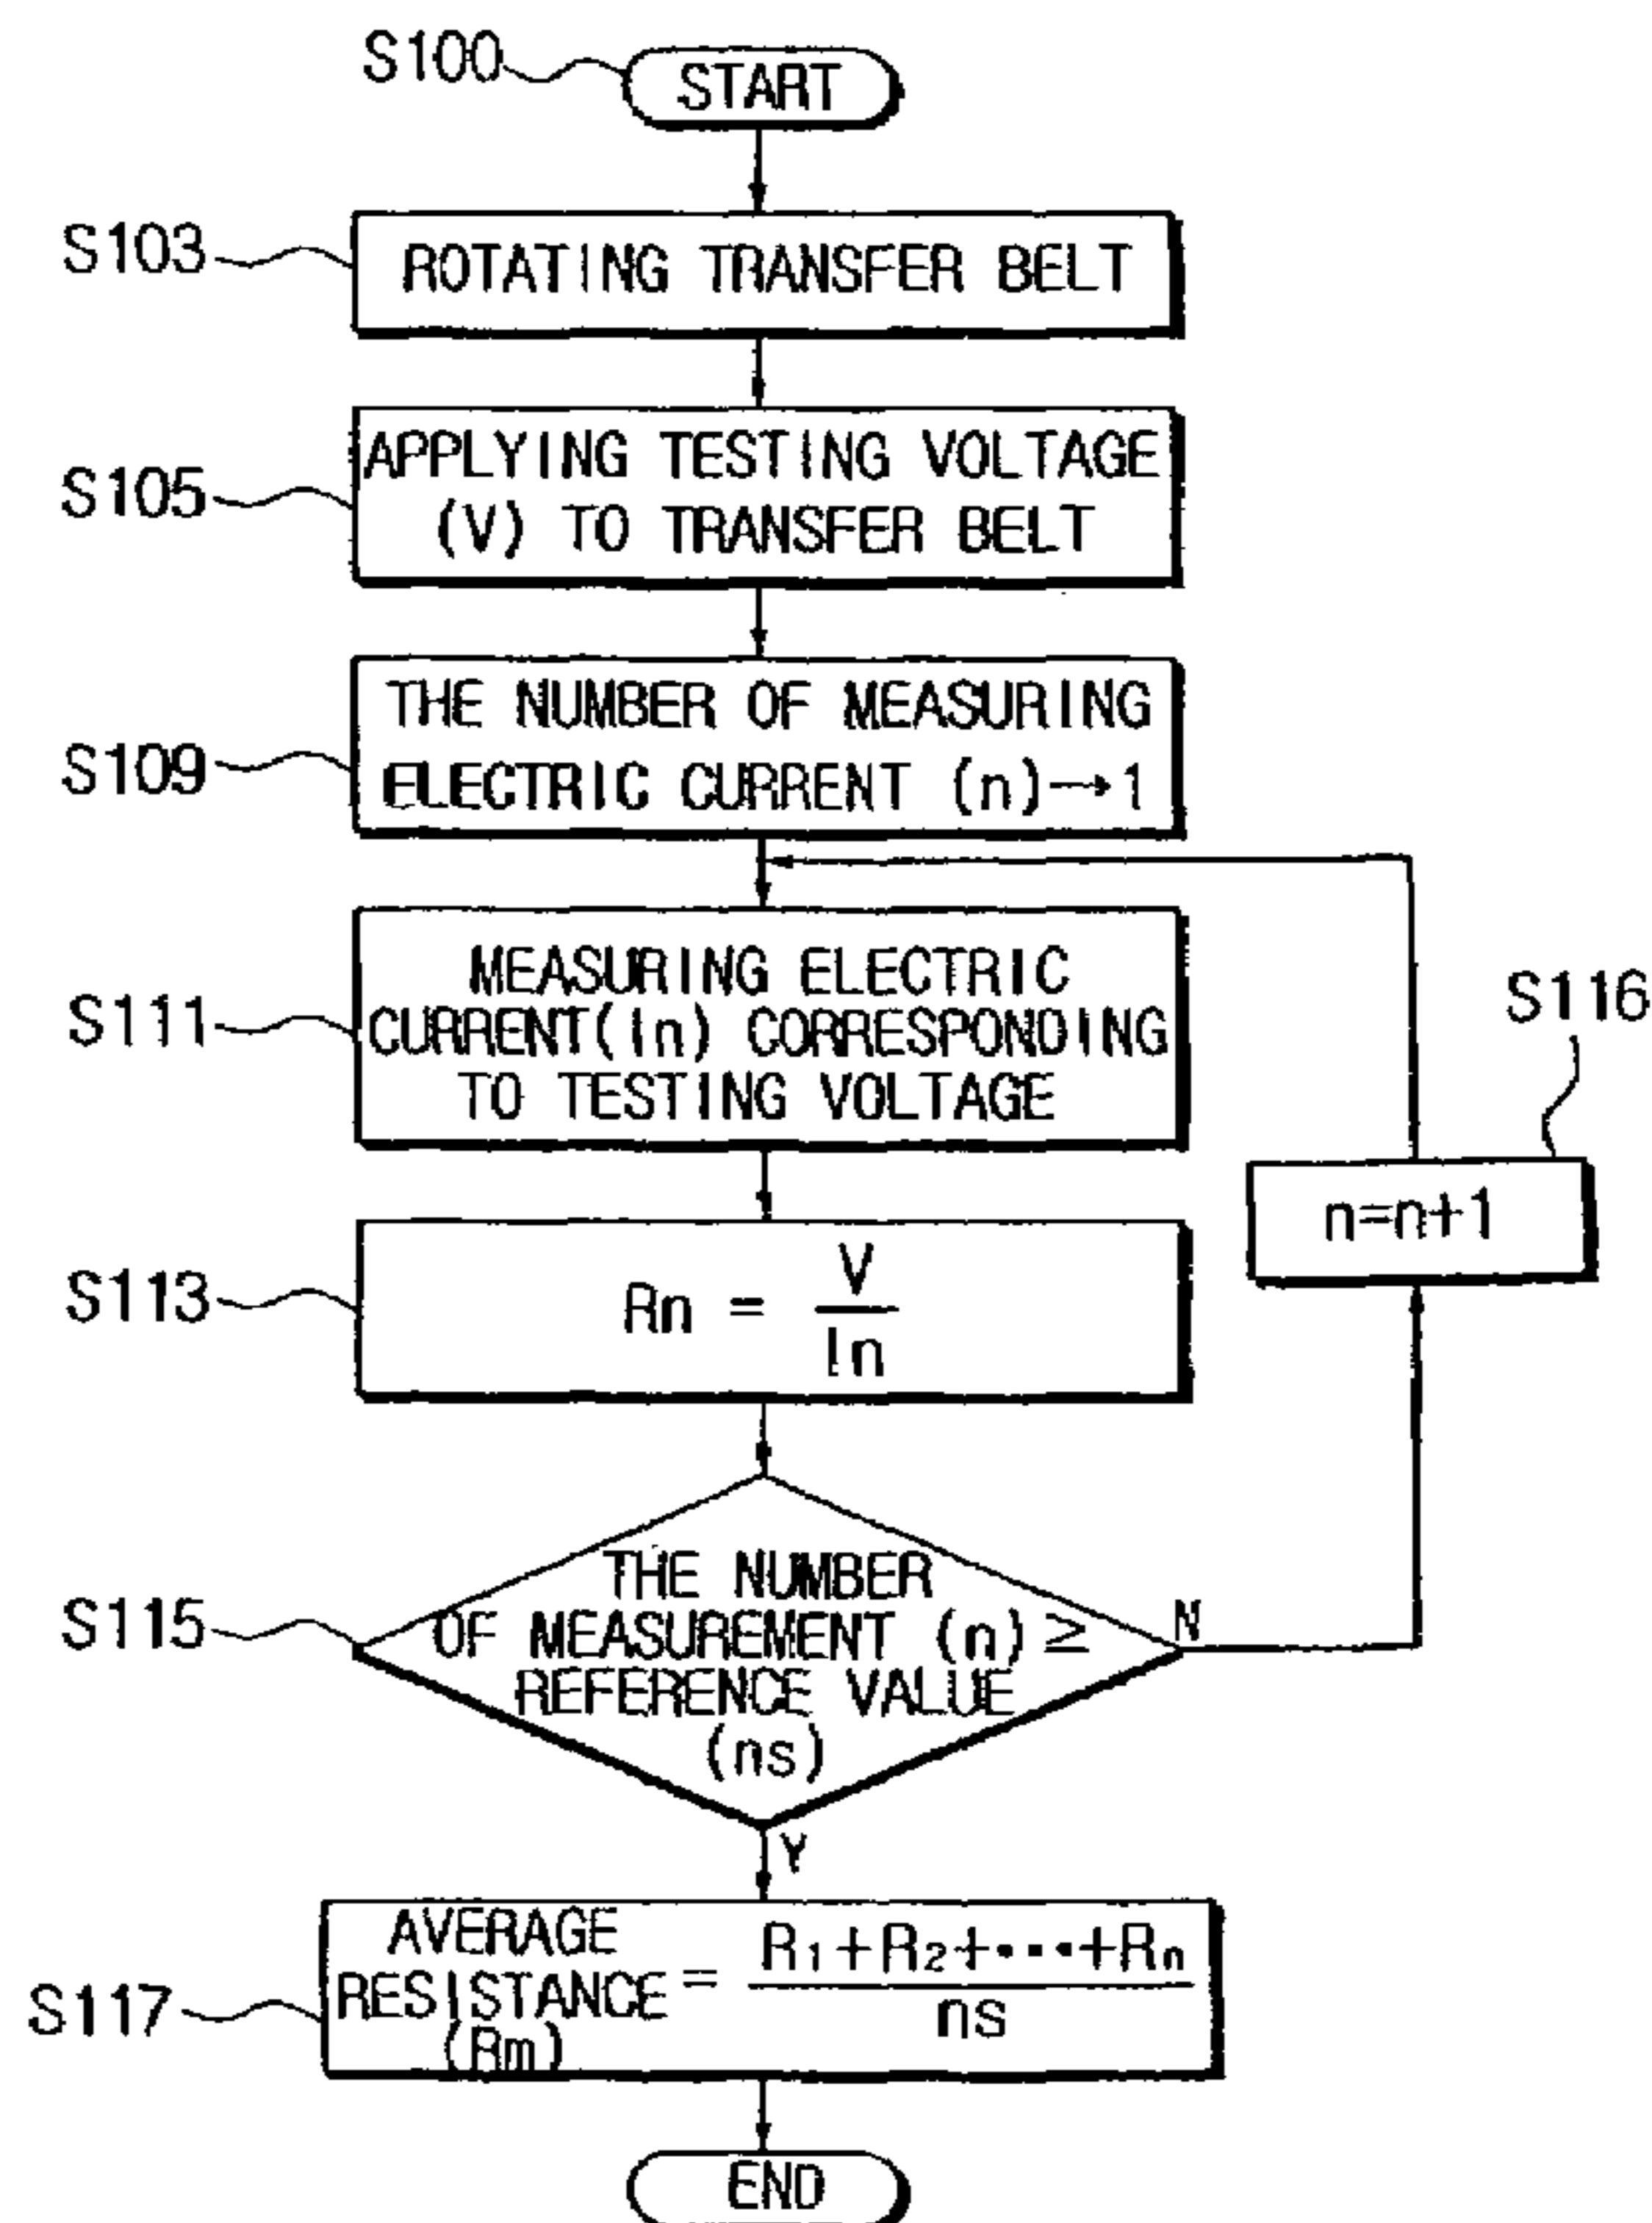 S100
START
S103
ROTATING TRANSFER BELT
S105
APPLYING TESTING VOLTAGE
(V) TO TRANSFER BELT
S109
THE NUMBER OF MEASURING
ELECTRIC CURRENT (n)→1
S111
MEASURING ELECTRIC
CURRENT(In) CORRESPONDING
TO TESTING VOLTAGE
S116
n=n+1
S113
Rn = V
In
S115
THE NUMBER
OF MEASUREMENT (n) ≥
REFERENCE VALUE
(ns)
N
Y
S117
AVERAGE
RESISTANCE =
(Rm)
R1+R2+•••+Rn
ns
END